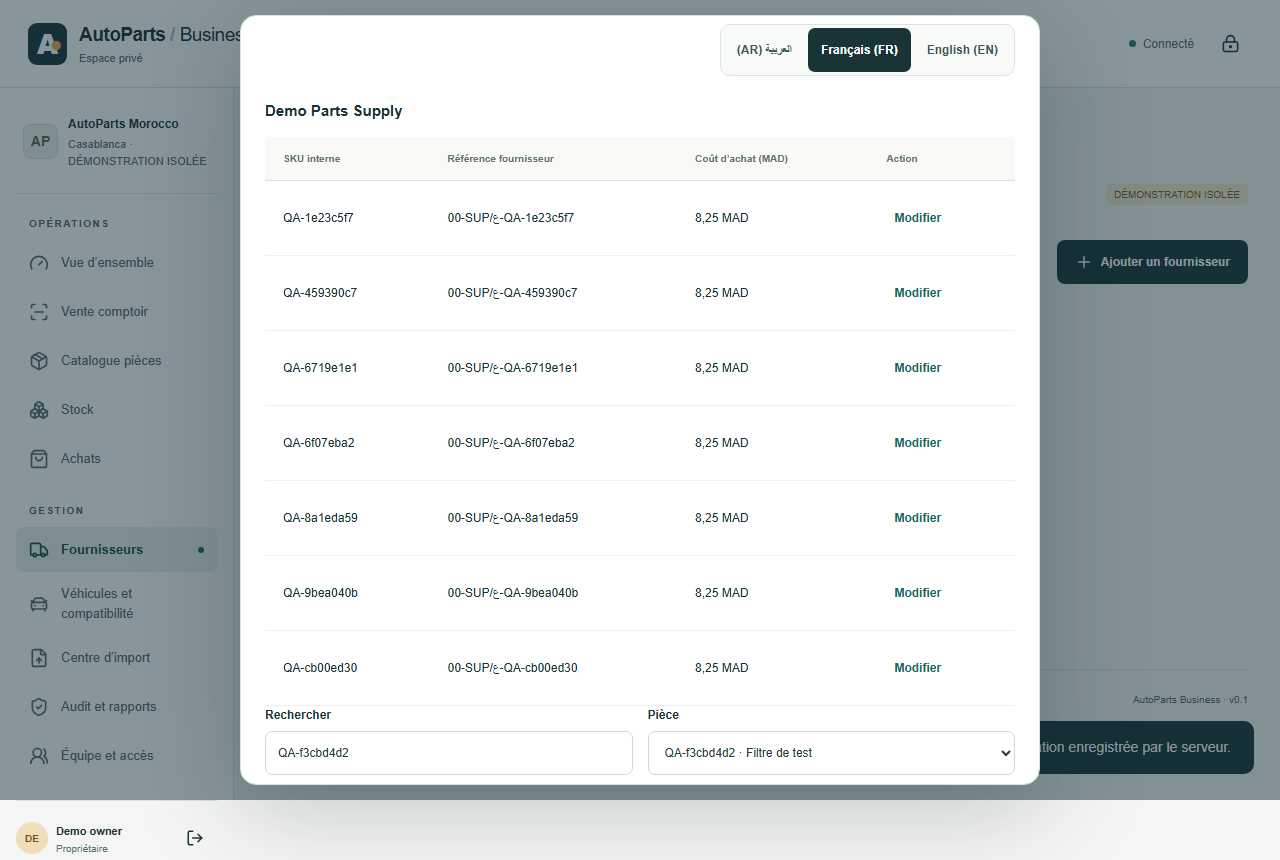 AutoParts / Busines
Espace privé
العربية (AR)
Français (FR)
English (EN)
Connecté
AP
AutoParts Morocco
Casablanca ·
DÉMONSTRATION ISOLÉE
OPÉRATIONS
Vue d'ensemble
Vente comptoir
Catalogue pièces
Stock
Achats
GESTION
Fournisseurs
Véhicules et
compatibilité
Centre d'import
Audit et rapports
Équipe et accès
DE
Demo owner
Propriétaire
Demo Parts Supply
SKU interne Référence fournisseur Coût d'achat (MAD) Action
QA-1e23c5f7 00-SUP/ع-QA-1e23c5f7 8,25 MAD Modifier
QA-459390c7 00-SUP/ع-QA-459390c7 8,25 MAD Modifier
QA-6719e1e1 00-SUP/ع-QA-6719e1e1 8,25 MAD Modifier
QA-6f07eba2 00-SUP/ع-QA-6f07eba2 8,25 MAD Modifier
QA-8a1eda59 00-SUP/ع-QA-8a1eda59 8,25 MAD Modifier
QA-9bea040b 00-SUP/ع-QA-9bea040b 8,25 MAD Modifier
QA-cb00ed30 00-SUP/ع-QA-cb00ed30 8,25 MAD Modifier
Rechercher
QA-f3cbd4d2
Pièce
QA-f3cbd4d2 · Filtre de test
DÉMONSTRATION ISOLÉE
Ajouter un fournisseur
AutoParts Business · v0.1
tion enregistrée par le serveur.